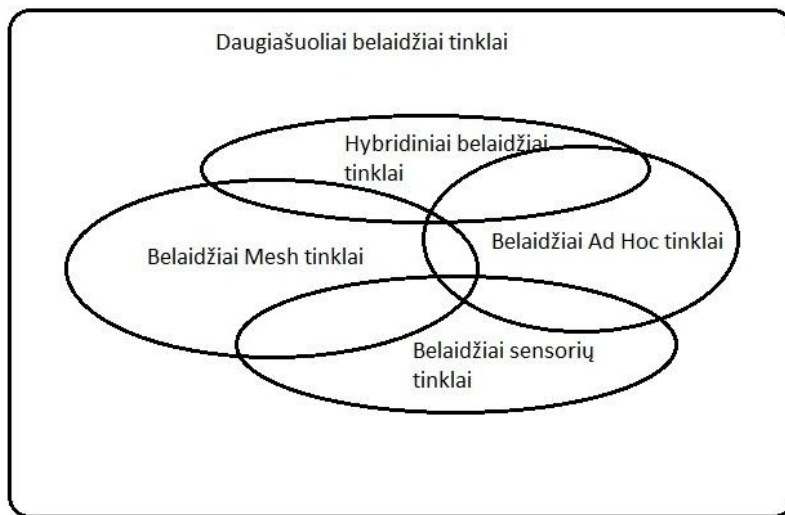 Daugiašuoliai belaidžiai tinklai
Hybridiniai belaidžiai
tinklai
Belaidžiai Ad Hoc tinklai
Belaidžiai Mesh tinklai
Belaidžiai sensorių
tinklai